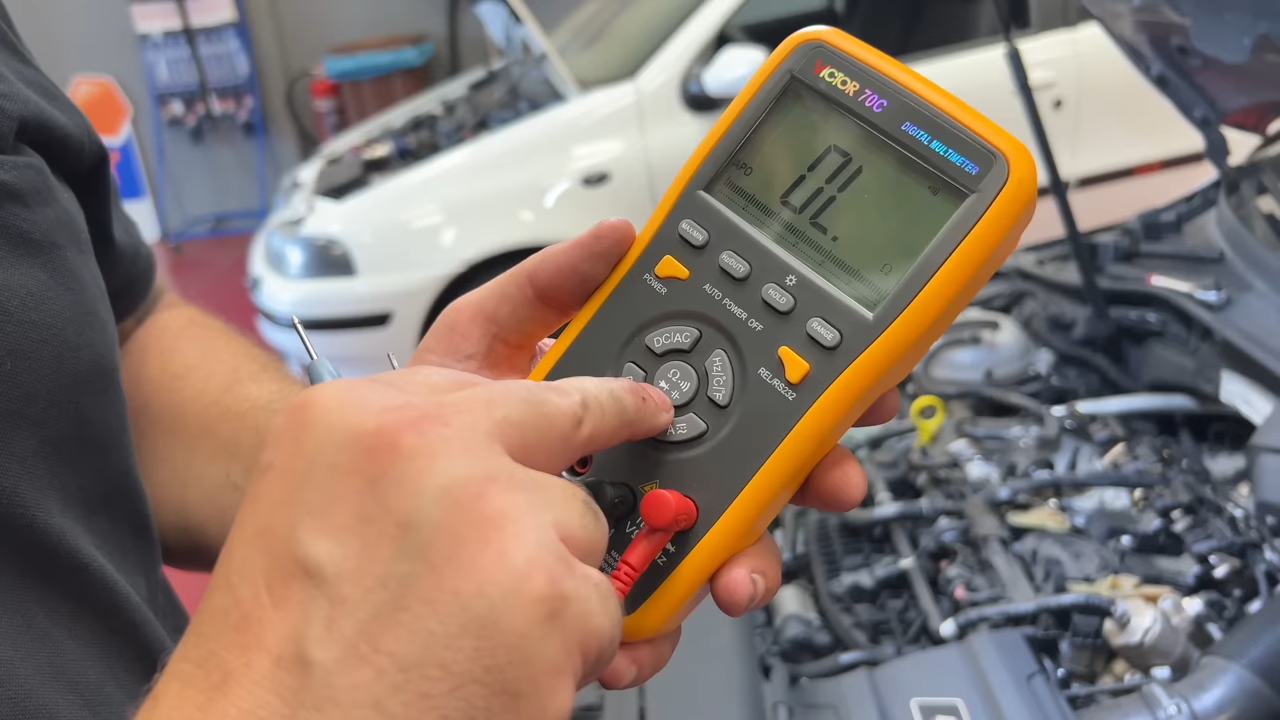 VICTOR 70C
DIGITAL MULTIMETER
APO
OL.
Ω
MAX/MIN
Hz/DUTY
HOLD
RANGE
POWER
AUTO POWER OFF
REL/RS232
DC/AC
Hz/°C/°F
Ω
A